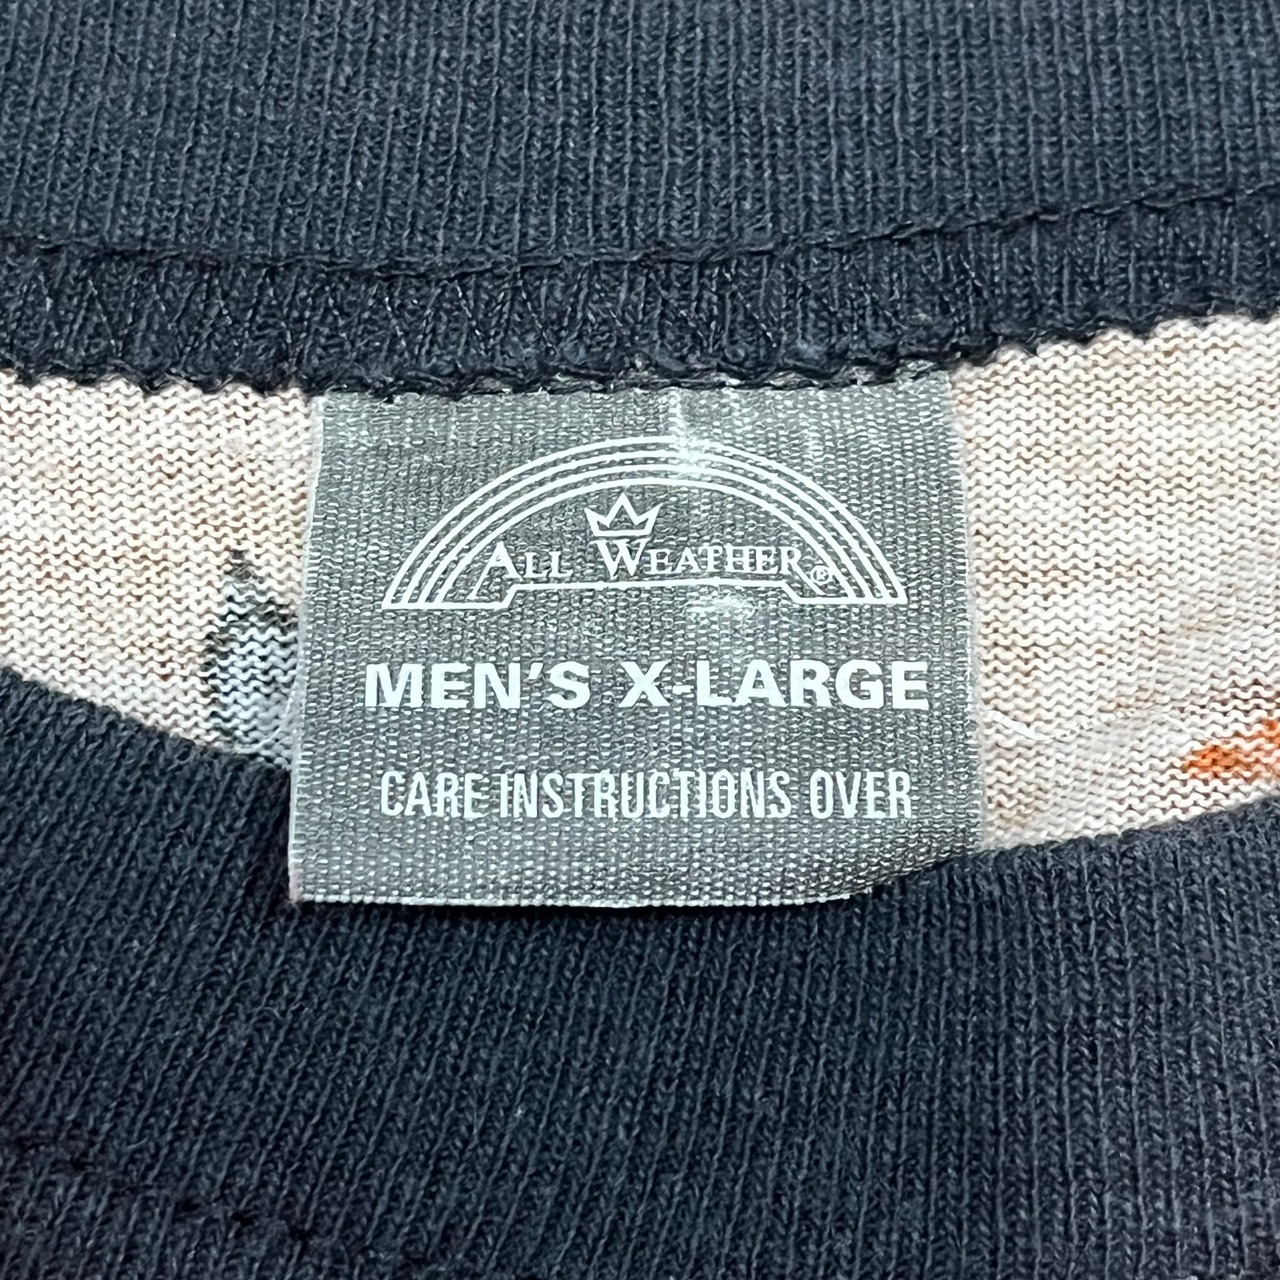 ALL WEATHER®
MEN'S X-LARGE
CARE INSTRUCTIONS OVER